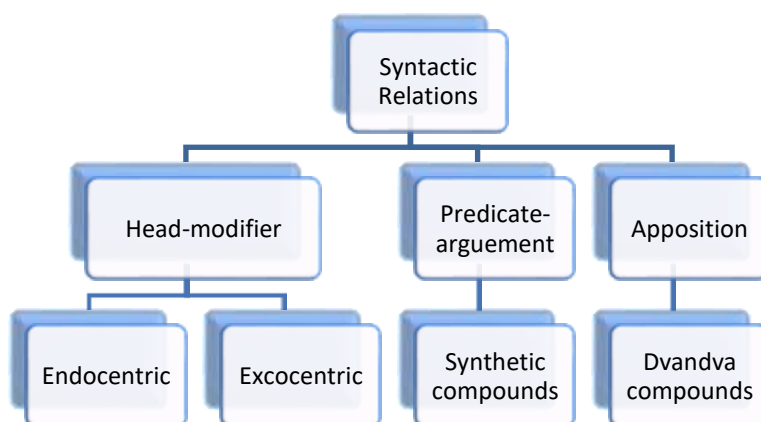 Syntactic
Relations
Head-modifier
Predicate-
arguement
Apposition
Endocentric
Excocentric
Synthetic
compounds
Dvandva
compounds